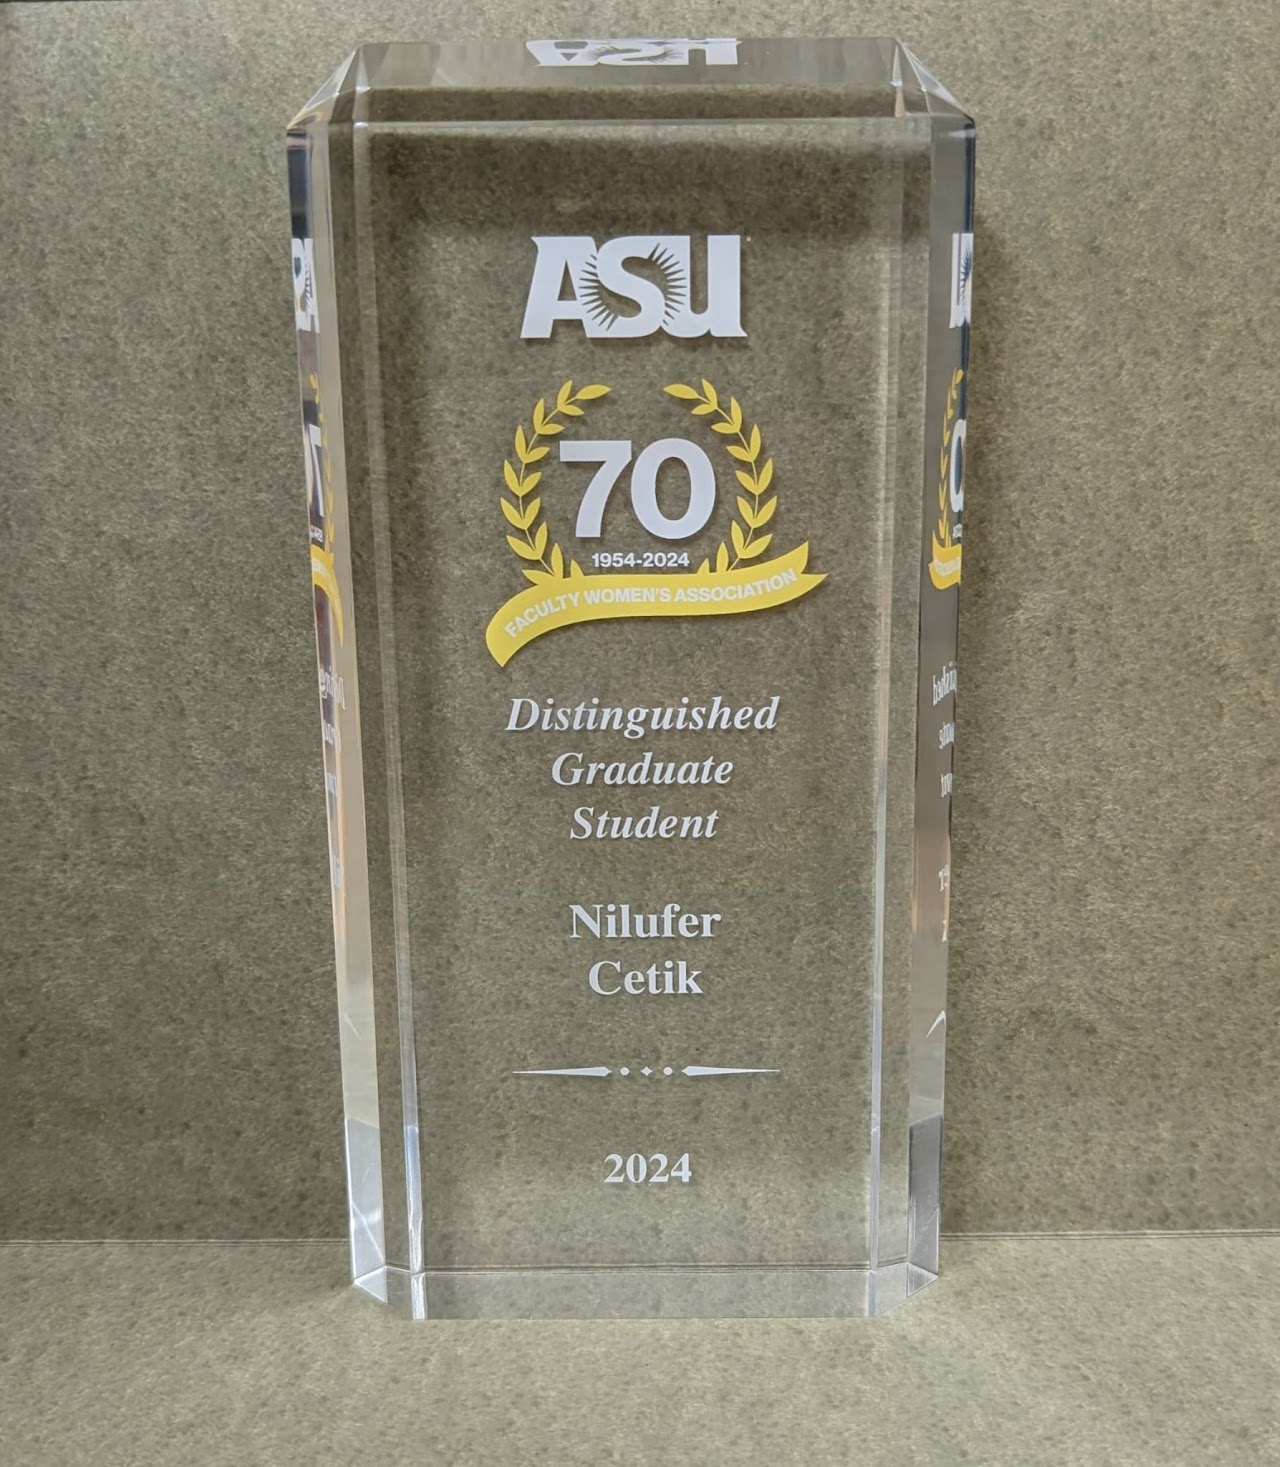 ASU
70
1954-2024
FACULTY WOMEN'S ASSOCIATION
Distinguished
Graduate
Student
Nilufer
Cetik
2024